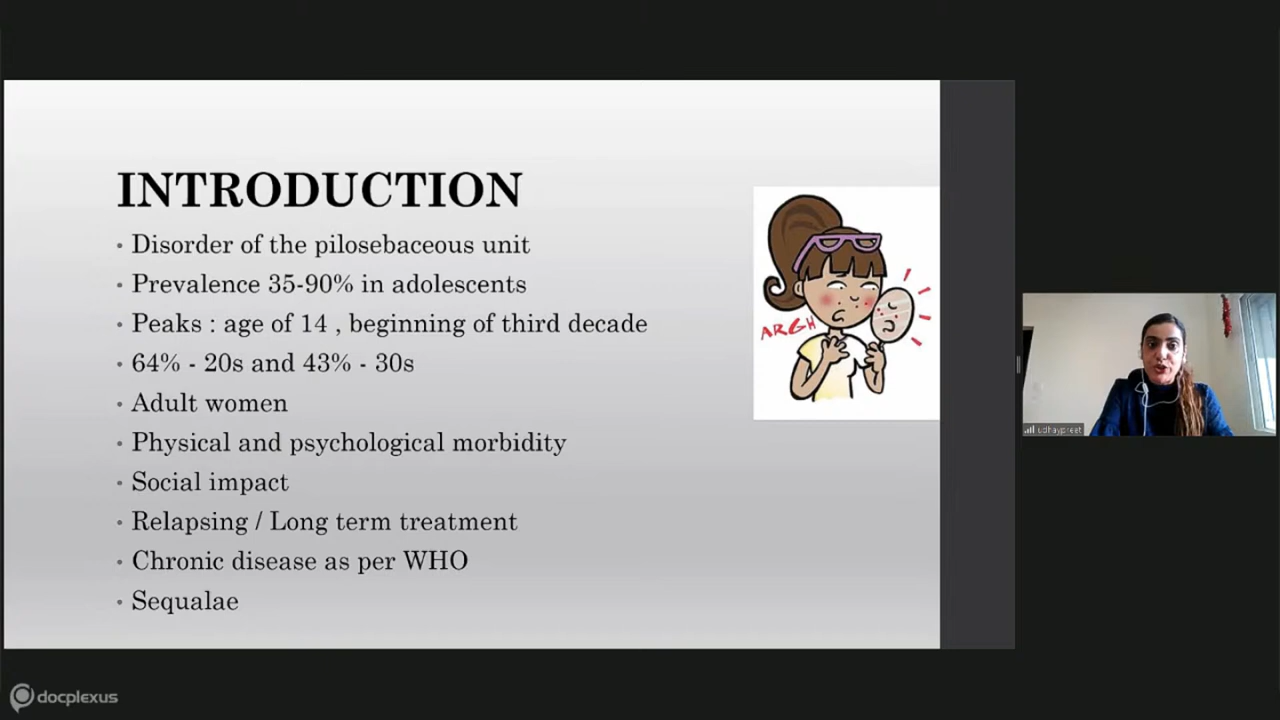 INTRODUCTION
• Disorder of the pilosebaceous unit
• Prevalence 35-90% in adolescents
• Peaks : age of 14 , beginning of third decade
• 64% - 20s and 43% - 30s
• Adult women
• Physical and psychological morbidity
• Social impact
• Relapsing / Long term treatment
• Chronic disease as per WHO
• Sequalae
ARGH
udhaypreet
docplexus